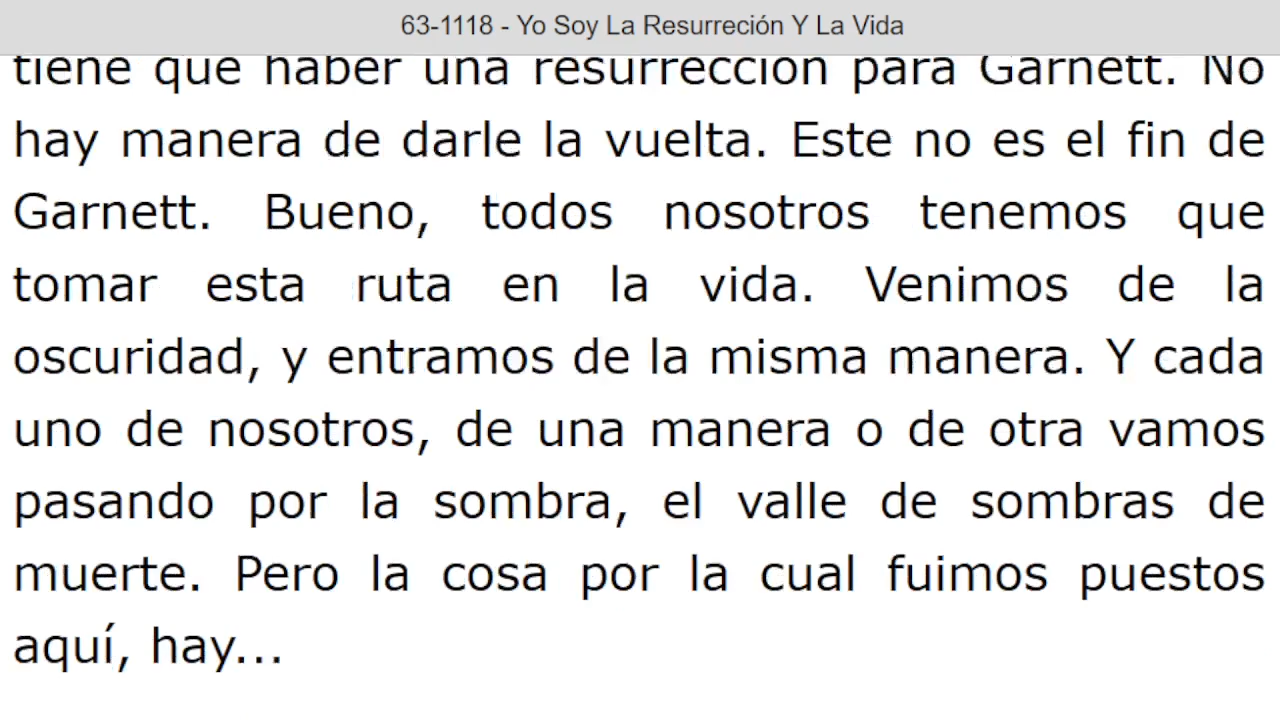 63-1118 - Yo Soy La Resurreción Y La Vida
tiene que haber una resurrección para Garnett. No
hay manera de darle la vuelta. Este no es el fin de
Garnett. Bueno, todos nosotros tenemos que
tomar esta ruta en la vida. Venimos de la
oscuridad, y entramos de la misma manera. Y cada
uno de nosotros, de una manera o de otra vamos
pasando por la sombra, el valle de sombras de
muerte. Pero la cosa por la cual fuimos puestos
aquí, hay...